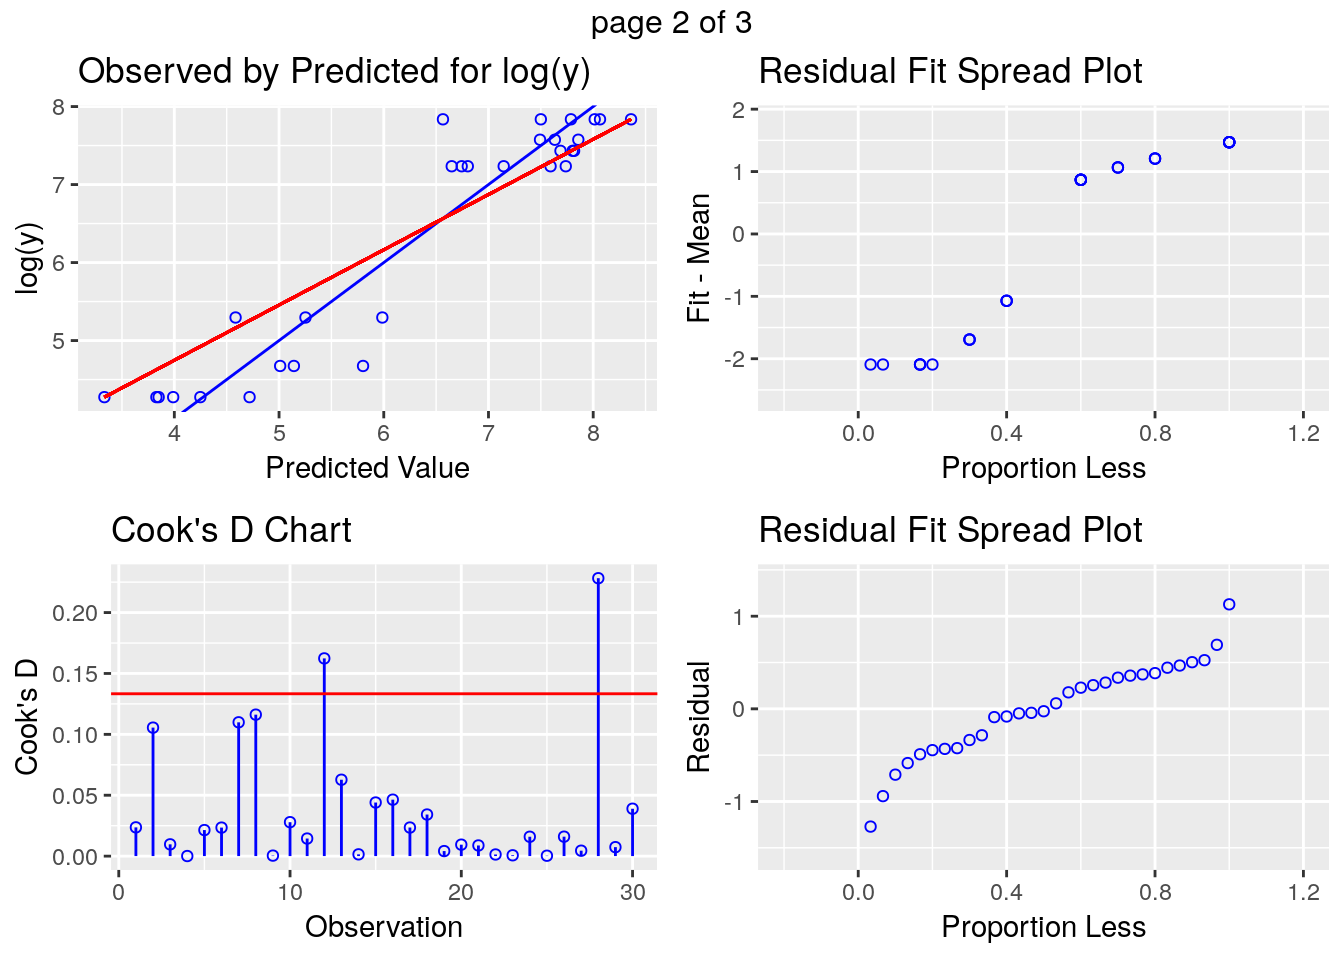 page 2 of 3
Observed by Predicted for log(y)
log(y)
8
7
6
5
4
5
6
7
8
Predicted Value
Residual Fit Spread Plot
Fit - Mean
2
1
0
-1
-2
0.0
0.4
0.8
1.2
Proportion Less
Cook's D Chart
Cook's D
0.20
0.15
0.10
0.05
0.00
0
10
20
30
Observation
Residual Fit Spread Plot
Residual
1
0
-1
0.0
0.4
0.8
1.2
Proportion Less